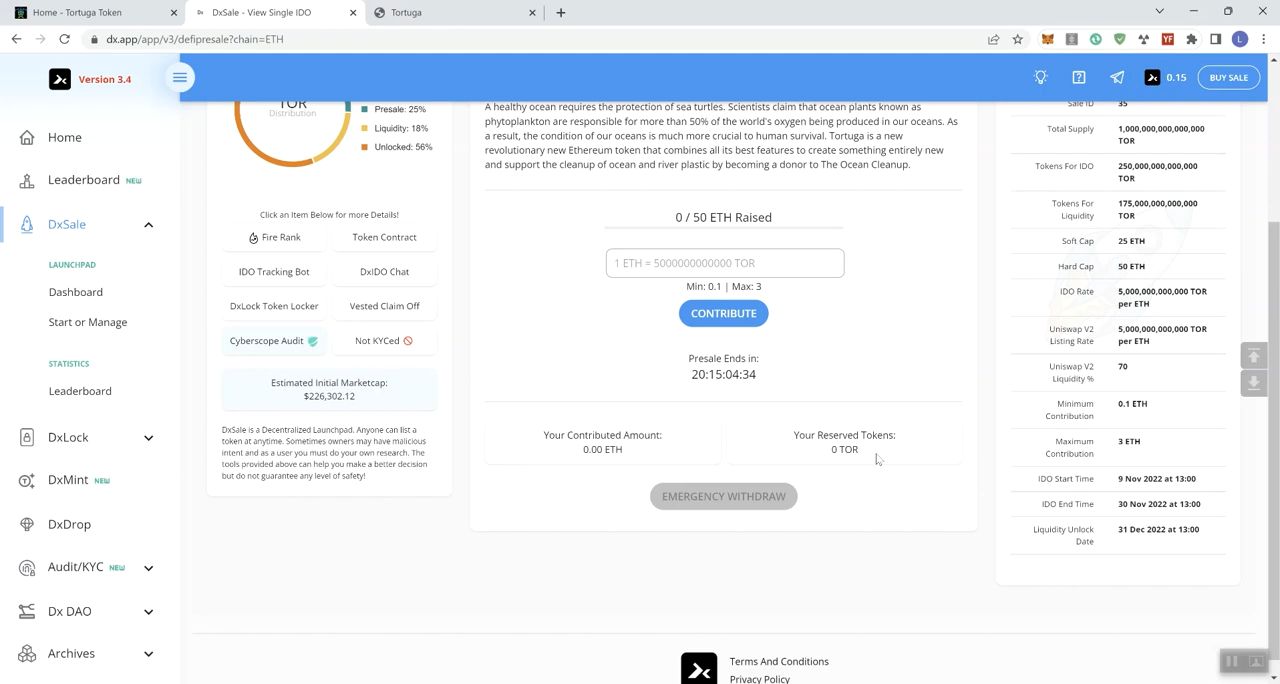 Home - Tortuga Token
DxSale - View Single IDO
Tortuga
dx.app/app/v3/defipresale?chain=ETH
Version 3.4
0.15
BUY SALE
Home
Leaderboard NEW
DxSale
LAUNCHPAD
Dashboard
Start or Manage
STATISTICS
Leaderboard
DxLock
DxMint NEW
DxDrop
Audit/KYC NEW
Dx DAO
Archives
TOR
Distribution
Presale: 25%
Liquidity: 18%
Unlocked: 56%
Click an Item Below for more Details!
Fire Rank
Token Contract
IDO Tracking Bot
DxIDO Chat
DxLock Token Locker
Vested Claim Off
Cyberscope Audit
Not KYCed
Estimated Initial Marketcap:
$226,302.12
DxSale is a Decentralized Launchpad. Anyone can list a
token at anytime. Sometimes owners may have malicious
intent and as a user you must do your own research. The
tools provided above can help you make a better decision
but do not guarantee any level of safety!
A healthy ocean requires the protection of sea turtles. Scientists claim that ocean plants known as
phytoplankton are responsible for more than 50% of the world's oxygen being produced in our oceans. As
a result, the condition of our oceans is much more crucial to human survival. Tortuga is a new
revolutionary new Ethereum token that combines all its best features to create something entirely new
and support the cleanup of ocean and river plastic by becoming a donor to The Ocean Cleanup.
0 / 50 ETH Raised
1 ETH = 5000000000000 TOR
Min: 0.1 | Max: 3
CONTRIBUTE
Presale Ends in:
20:15:04:34
Your Contributed Amount:
0.00 ETH
Your Reserved Tokens:
0 TOR
EMERGENCY WITHDRAW
Sale ID
35
Total Supply
1,000,000,000,000,000
TOR
Tokens For IDO
250,000,000,000,000
TOR
Tokens For
Liquidity
175,000,000,000,000
TOR
Soft Cap
25 ETH
Hard Cap
50 ETH
IDO Rate
5,000,000,000,000 TOR
per ETH
Uniswap V2
Listing Rate
5,000,000,000,000 TOR
per ETH
Uniswap V2
Liquidity %
70
Minimum
Contribution
0.1 ETH
Maximum
Contribution
3 ETH
IDO Start Time
9 Nov 2022 at 13:00
IDO End Time
30 Nov 2022 at 13:00
Liquidity Unlock
Date
31 Dec 2022 at 13:00
Terms And Conditions
Privacy Policy